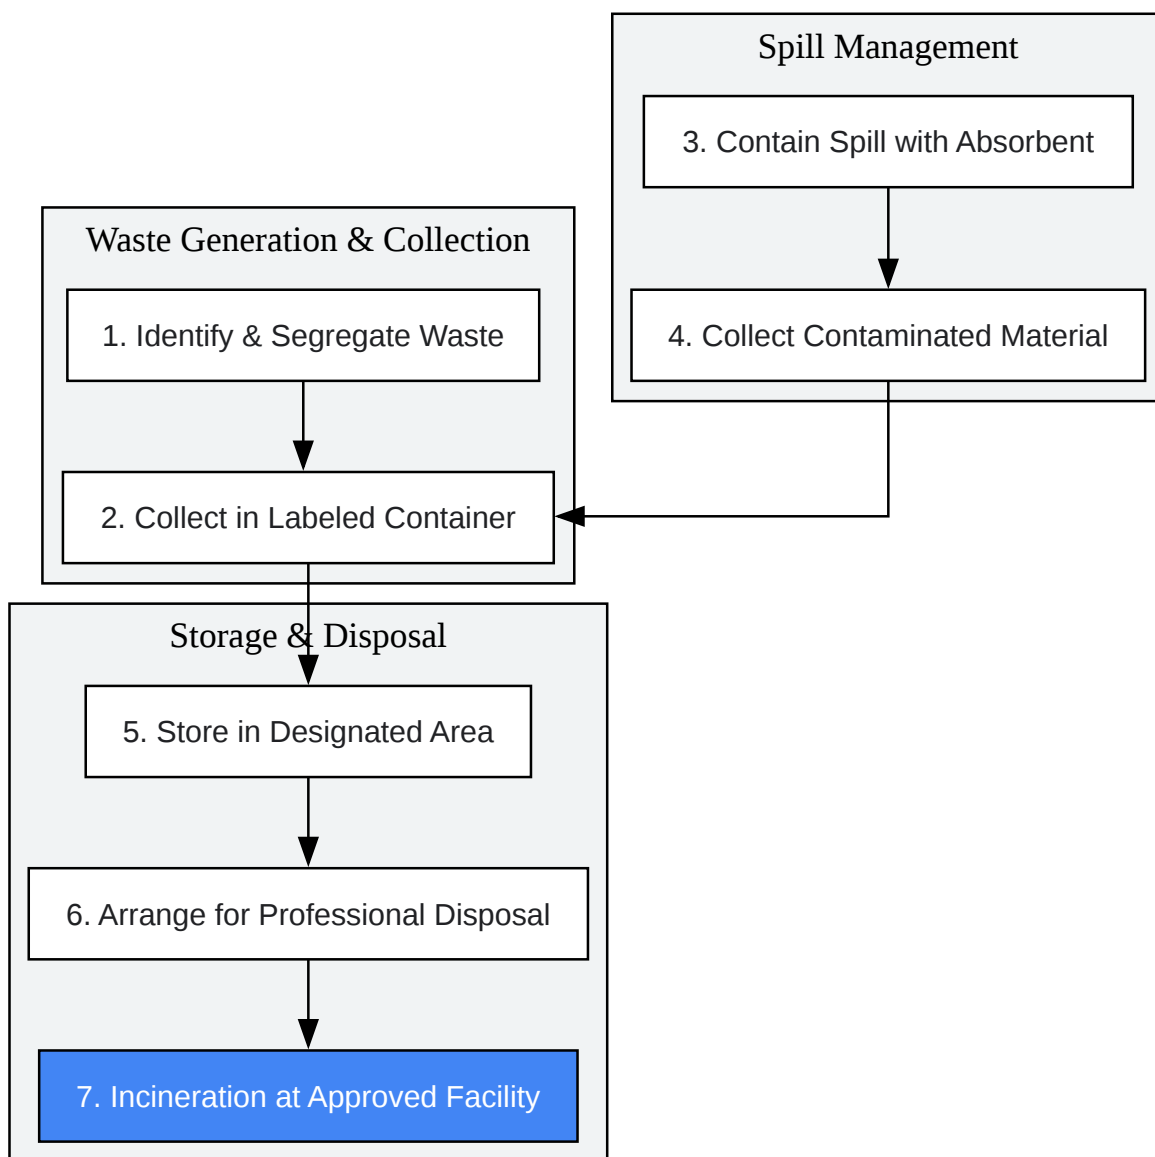 Spill Management
3. Contain Spill with Absorbent
4. Collect Contaminated Material
Waste Generation & Collection
1. Identify & Segregate Waste
2. Collect in Labeled Container
Storage & Disposal
5. Store in Designated Area
6. Arrange for Professional Disposal
7. Incineration at Approved Facility